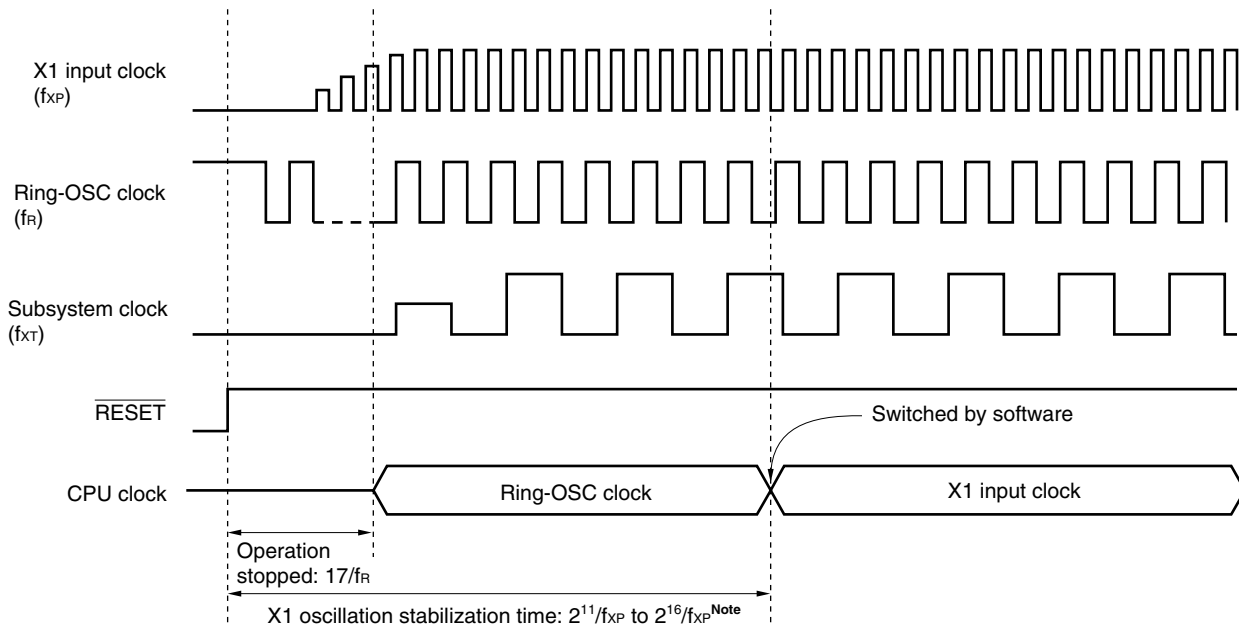 X1 input clock
(fXP)
Ring-OSC clock
(fR)
Subsystem clock
(fXT)
RESET
Switched by software
CPU clock
Ring-OSC clock
X1 input clock
Operation
stopped: 17/fR
X1 oscillation stabilization time: 2^11/fXP to 2^16/fXP^Note